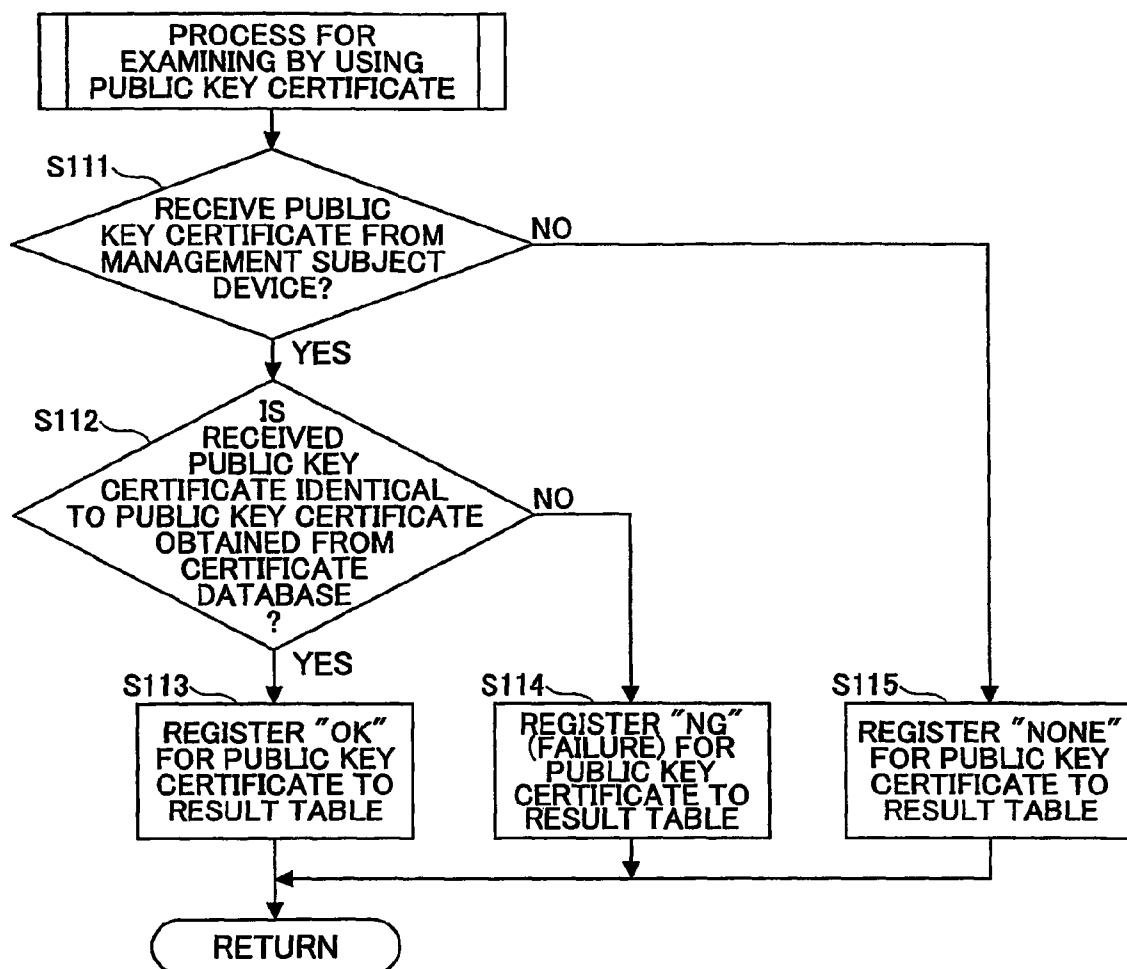 PROCESS FOR
EXAMINING BY USING
PUBLIC KEY CERTIFICATE
S111
RECEIVE PUBLIC
KEY CERTIFICATE FROM
MANAGEMENT SUBJECT
DEVICE?
NO
YES
S112
IS
RECEIVED
PUBLIC KEY
CERTIFICATE IDENTICAL
TO PUBLIC KEY CERTIFICATE
OBTAINED FROM
CERTIFICATE
DATABASE
?
NO
YES
S113
REGISTER "OK"
FOR PUBLIC KEY
CERTIFICATE TO
RESULT TABLE
S114
REGISTER "NG"
(FAILURE) FOR
PUBLIC KEY
CERTIFICATE TO
RESULT TABLE
S115
REGISTER "NONE"
FOR PUBLIC KEY
CERTIFICATE TO
RESULT TABLE
RETURN